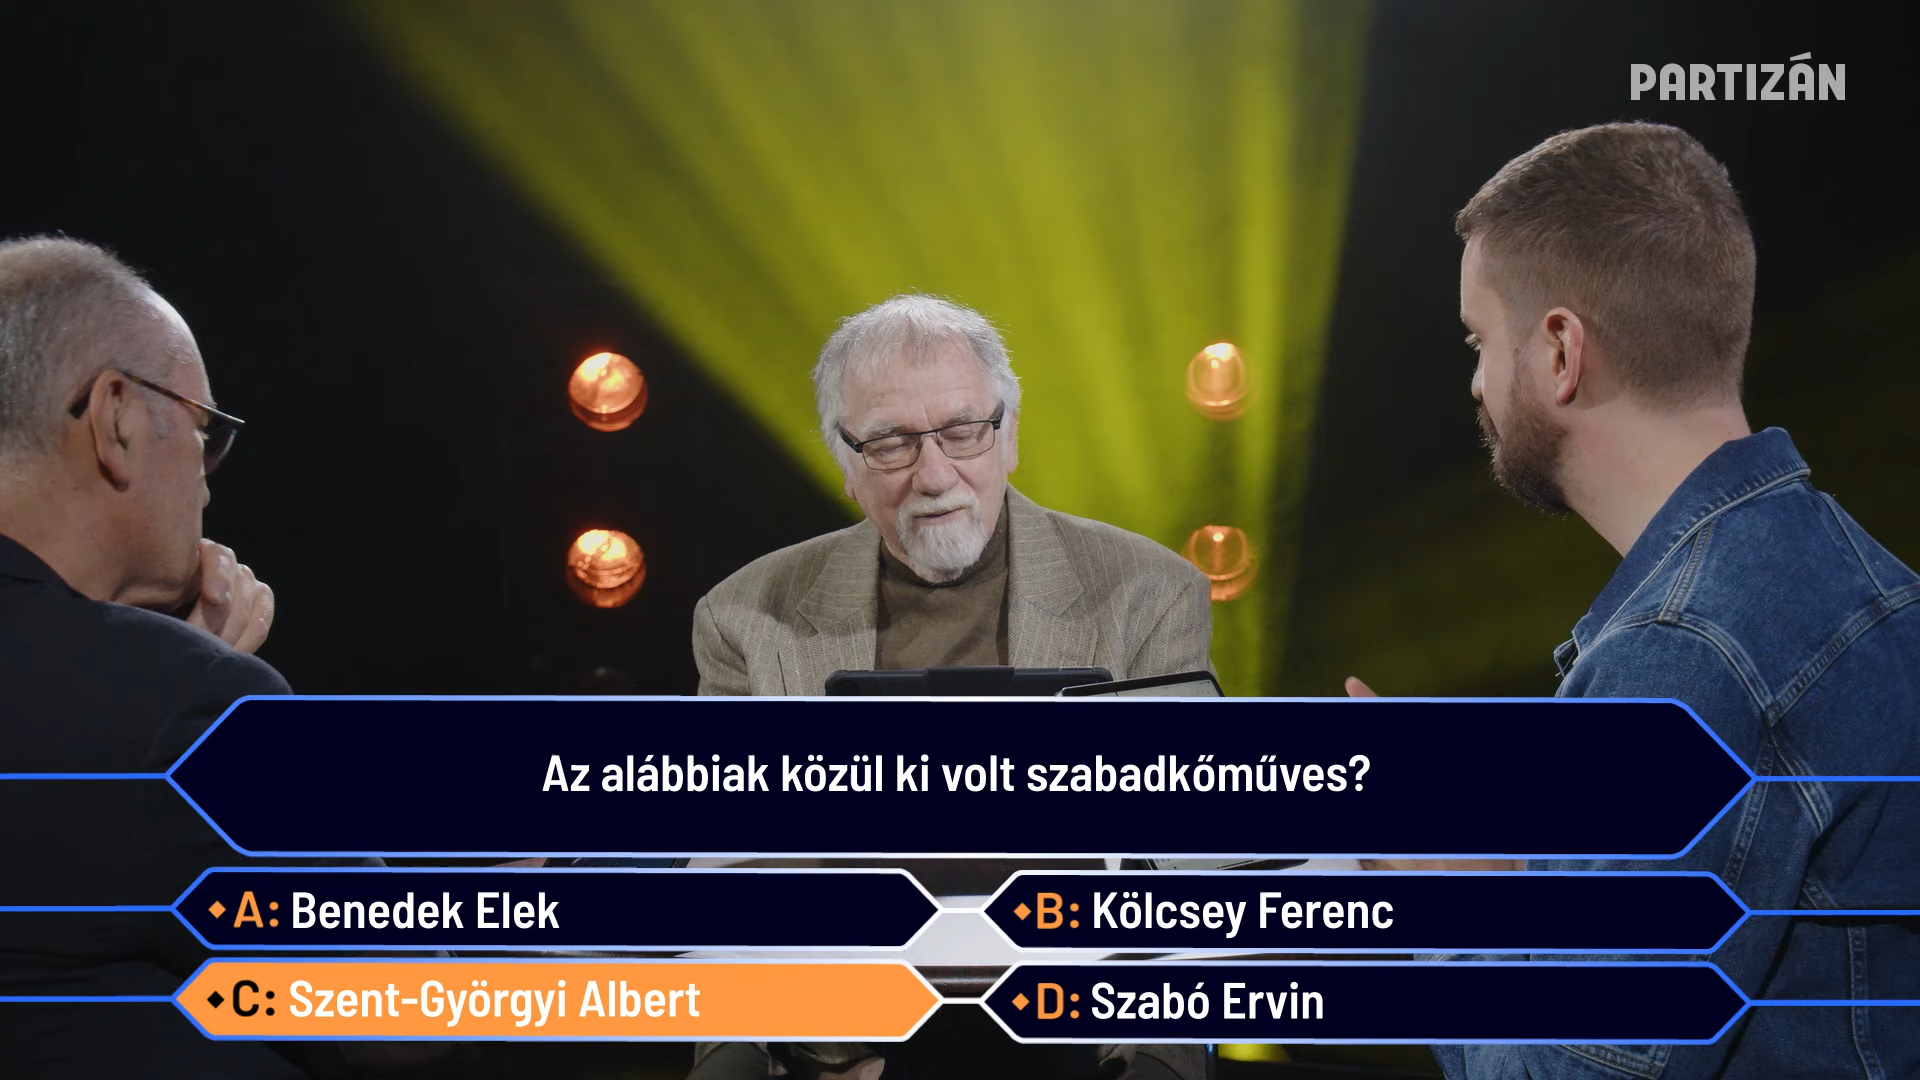 PARTIZÁN
Az alábbiak közül ki volt szabadkőműves?
A: Benedek Elek
B: Kölcsey Ferenc
C: Szent-Györgyi Albert
D: Szabó Ervin